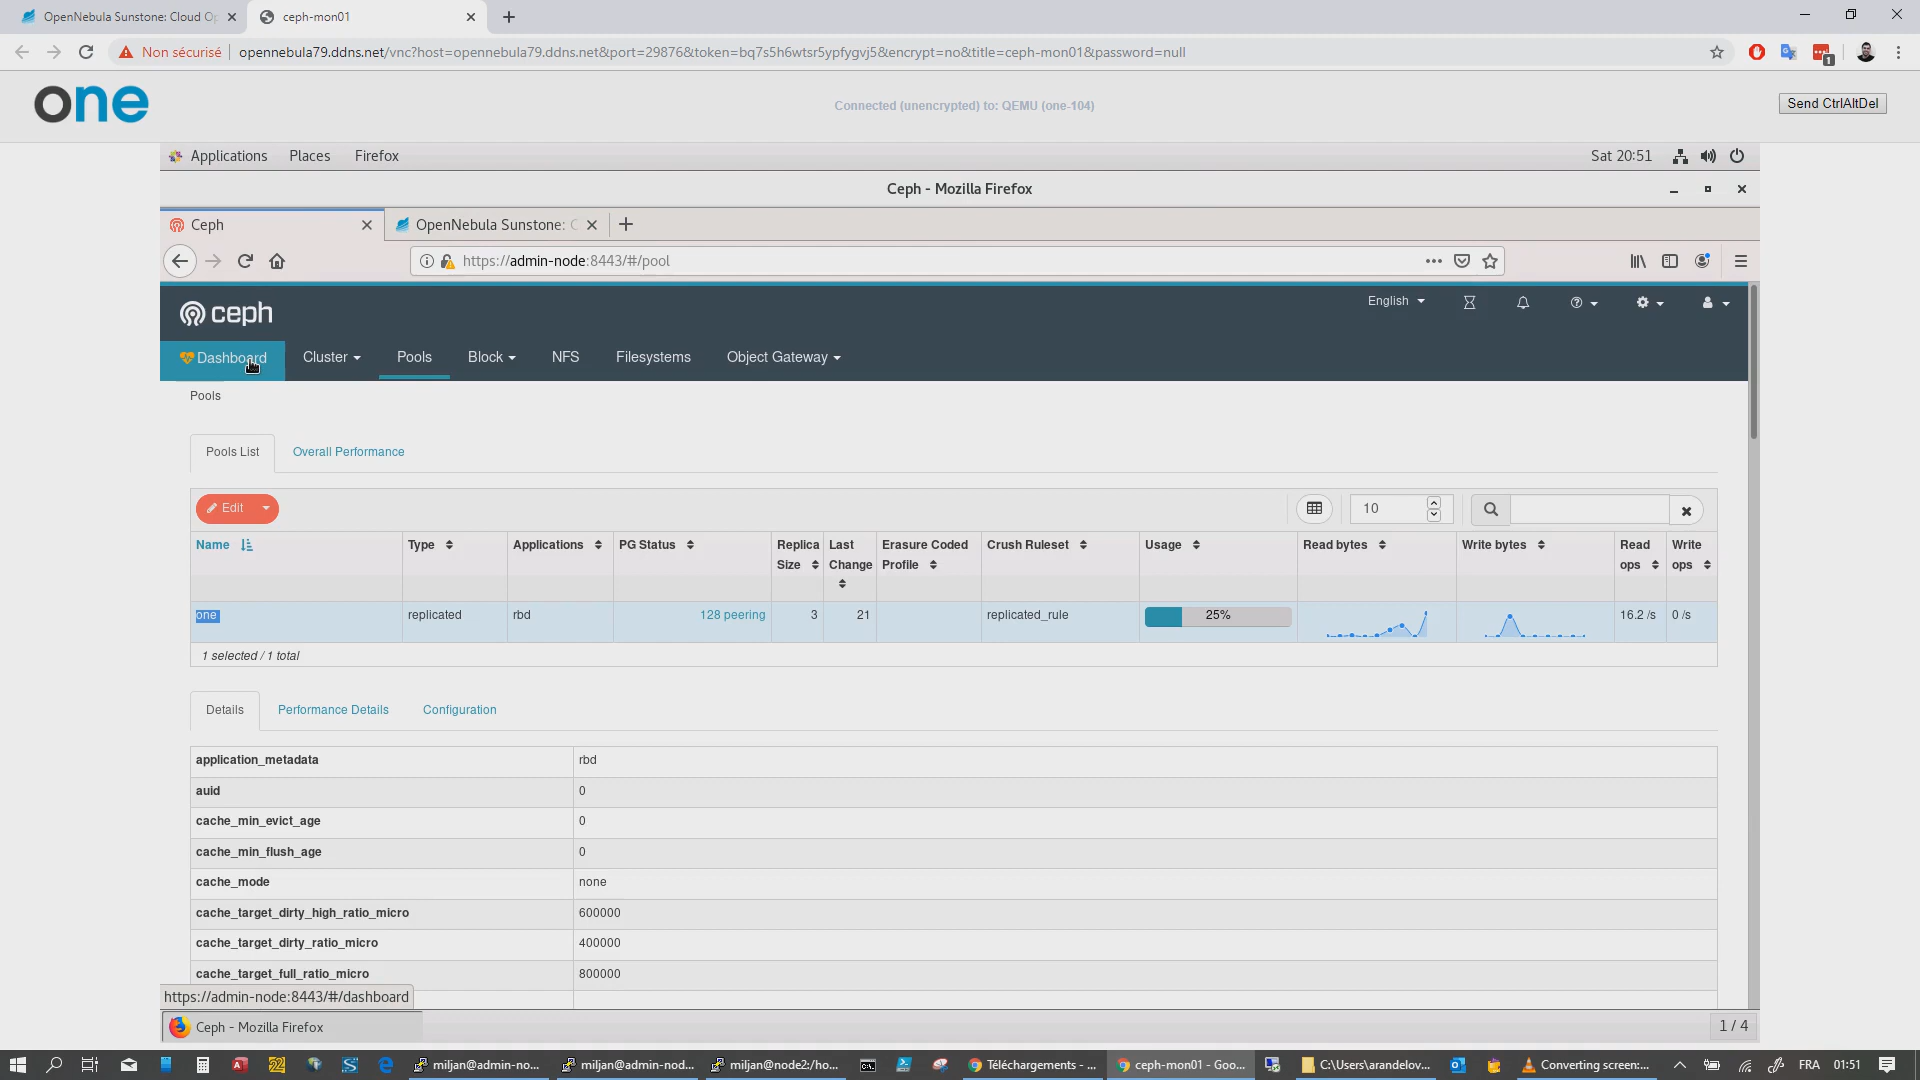 OpenNebula Sunstone: Cloud Op
ceph-mon01
Non sécurisé
opennebula79.ddns.net/vnc?host=opennebula79.ddns.net&port=29876&token=bq7s5h6wtsr5ypfygvj5&encrypt=no&title=ceph-mon01&password=null
1
one
Connected (unencrypted) to: QEMU (one-104)
Send CtrlAltDel
Applications Places Firefox
Sat 20:51
Ceph - Mozilla Firefox
Ceph
OpenNebula Sunstone: C
https://admin-node:8443/#/pool
ceph
English
Dashboard Cluster Pools Block NFS Filesystems Object Gateway
Pools
Pools List Overall Performance
Edit
10
Name Type Applications PG Status Replica Size Last Change Erasure Coded Profile Crush Ruleset Usage Read bytes Write bytes Read ops Write ops
one replicated rbd 128 peering 3 21 replicated_rule 25% 16.2 /s 0 /s
1 selected / 1 total
Details Performance Details Configuration
application_metadata rbd
auid 0
cache_min_evict_age 0
cache_min_flush_age 0
cache_mode none
cache_target_dirty_high_ratio_micro 600000
cache_target_dirty_ratio_micro 400000
cache_target_full_ratio_micro 800000
https://admin-node:8443/#/dashboard
Ceph - Mozilla Firefox
1 / 4
miljan@admin-no...
miljan@admin-nod...
miljan@node2:/ho...
Téléchargements - ...
ceph-mon01 - Goo...
C:\Users\arandelov...
Converting screen:...
FRA
01:51